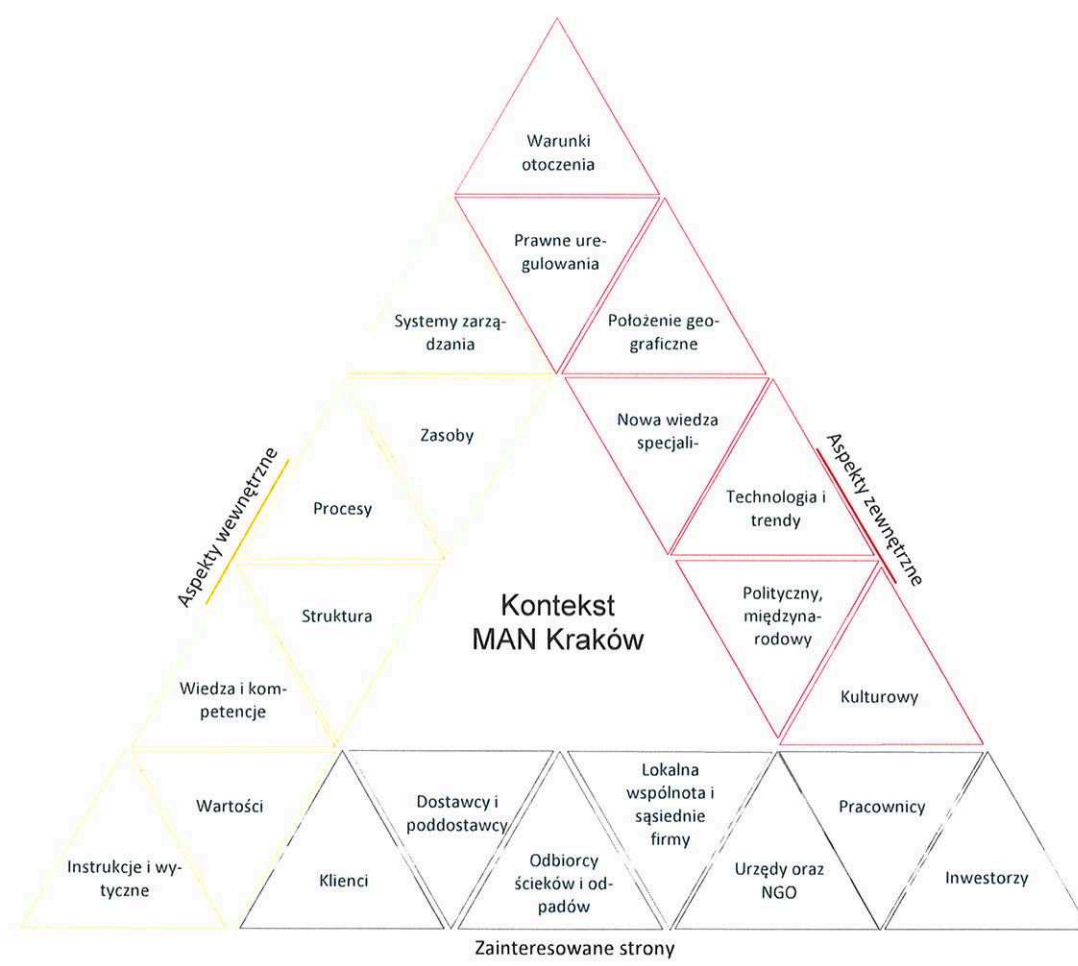 Warunki
otoczenia
Prawne ure-
gulowania
Systemy zarzą-
dzania
Położenie geo-
graficzne
Zasoby
Nowa wiedza
specjali-
Aspekty wewnętrzne
Aspekty zewnętrzne
Procesy
Technologia i
trendy
Struktura
Kontekst
MAN Kraków
Polityczny,
międzyna-
rodowy
Wiedza i kom-
petencje
Kulturowy
Wartości
Dostawcy i
poddostawcy
Lokalna
wspólnota i
sąsiednie
firmy
Pracownicy
Instrukcje i wy-
tyczne
Klienci
Odbiorcy
ścieków i od-
padów
Urzędy oraz
NGO
Inwestorzy
Zainteresowane strony